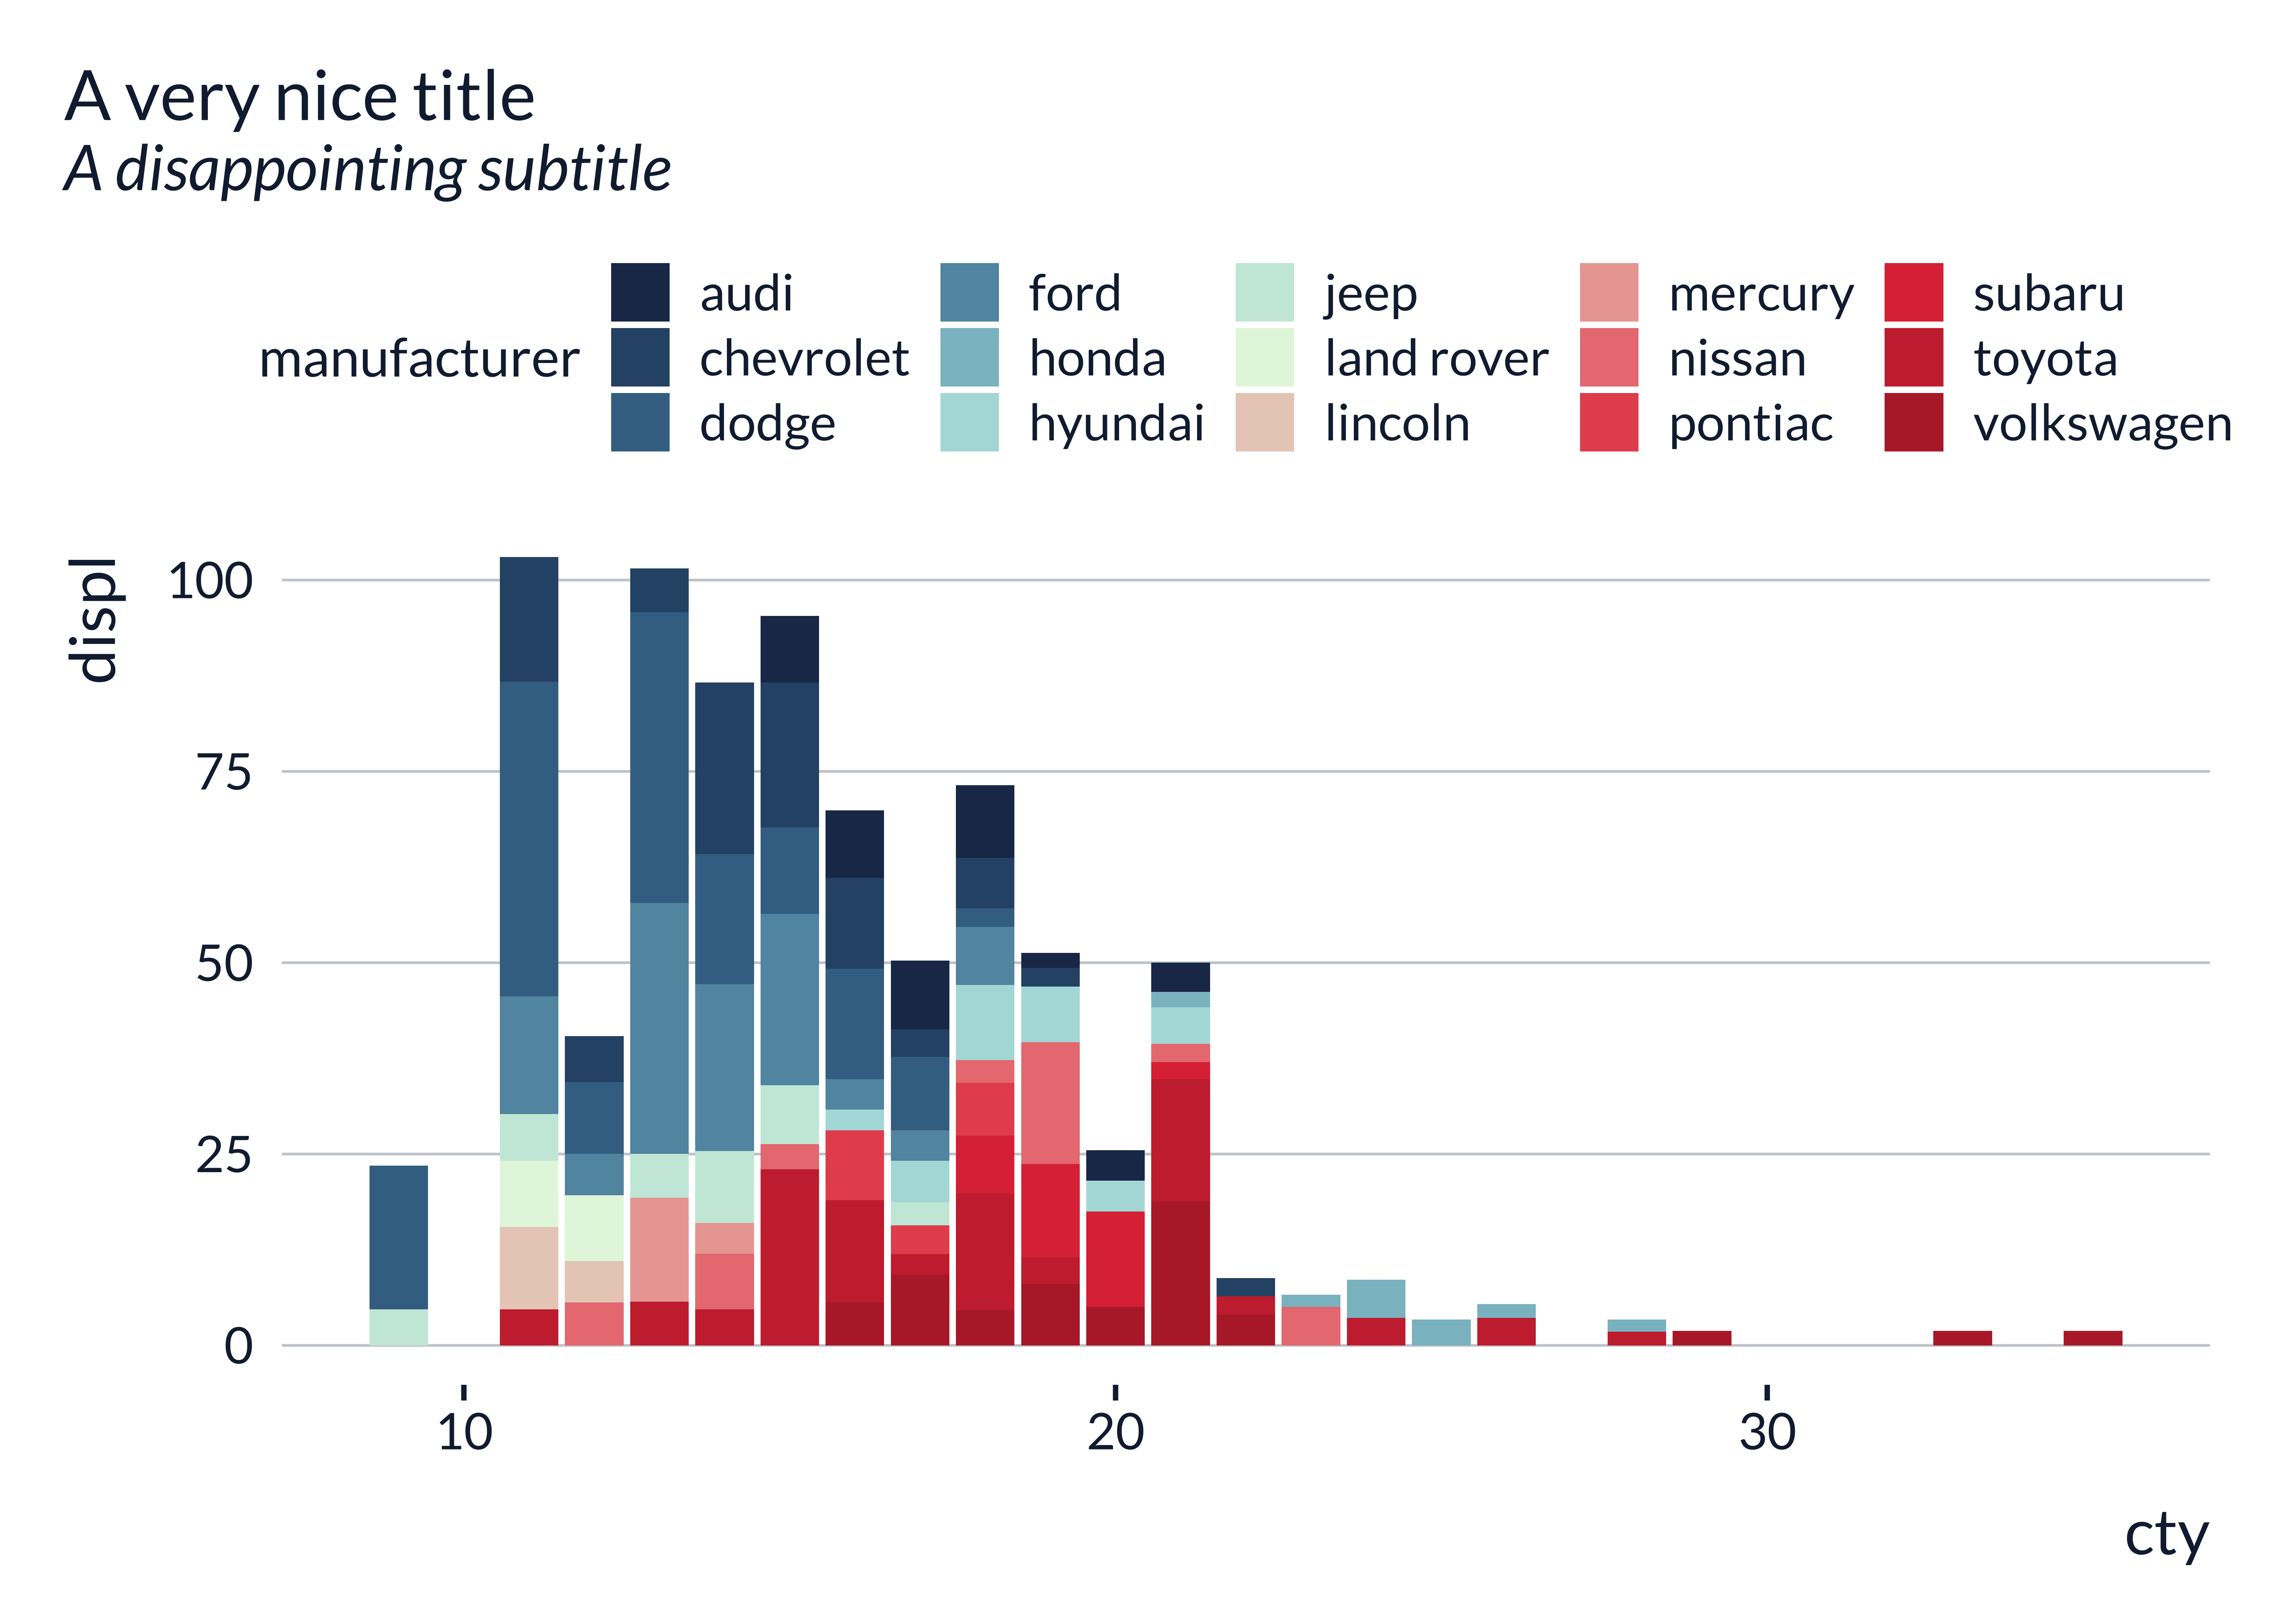 A very nice title
A disappointing subtitle
manufacturer
audi
chevrolet
dodge
ford
honda
hyundai
jeep
land rover
lincoln
mercury
nissan
pontiac
subaru
toyota
volkswagen
displ
100
75
50
25
0
10 20 30
cty